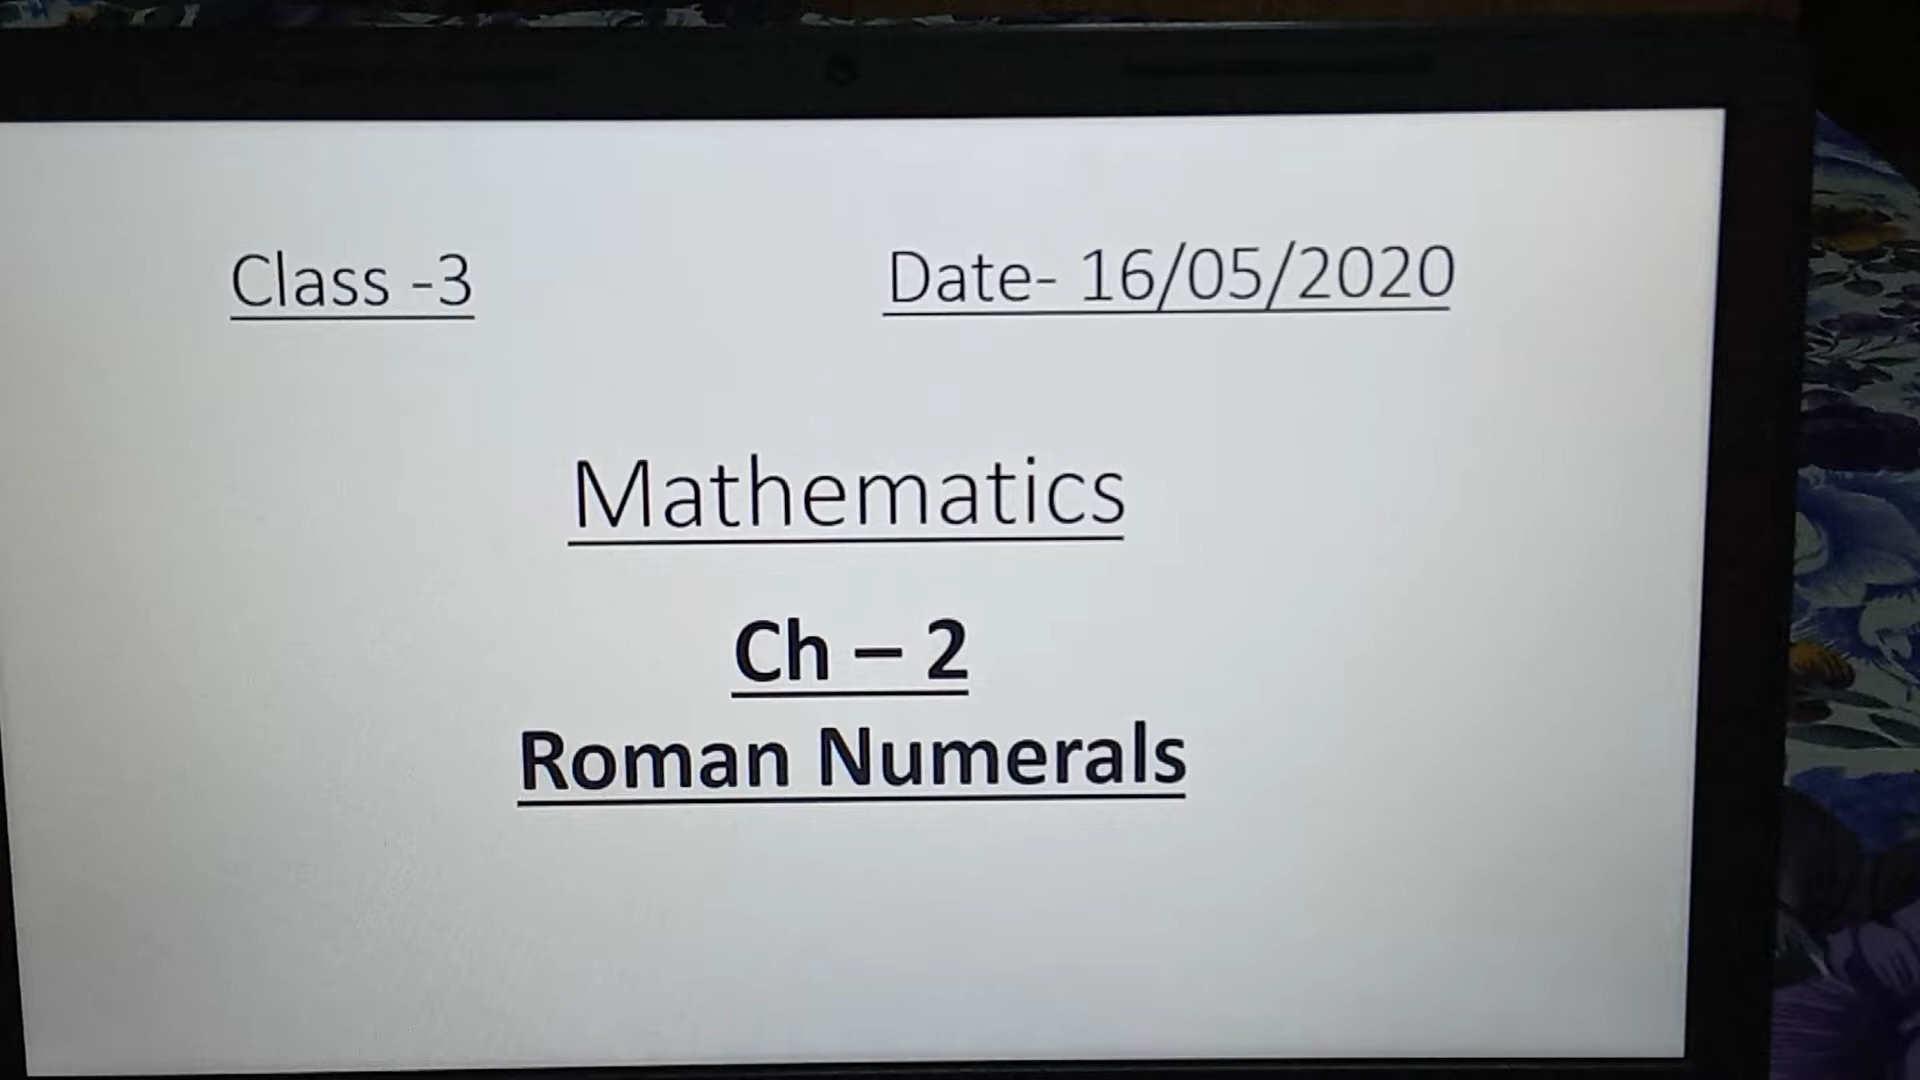 Class -3 Date- 16/05/2020
Mathematics
Ch – 2
Roman Numerals